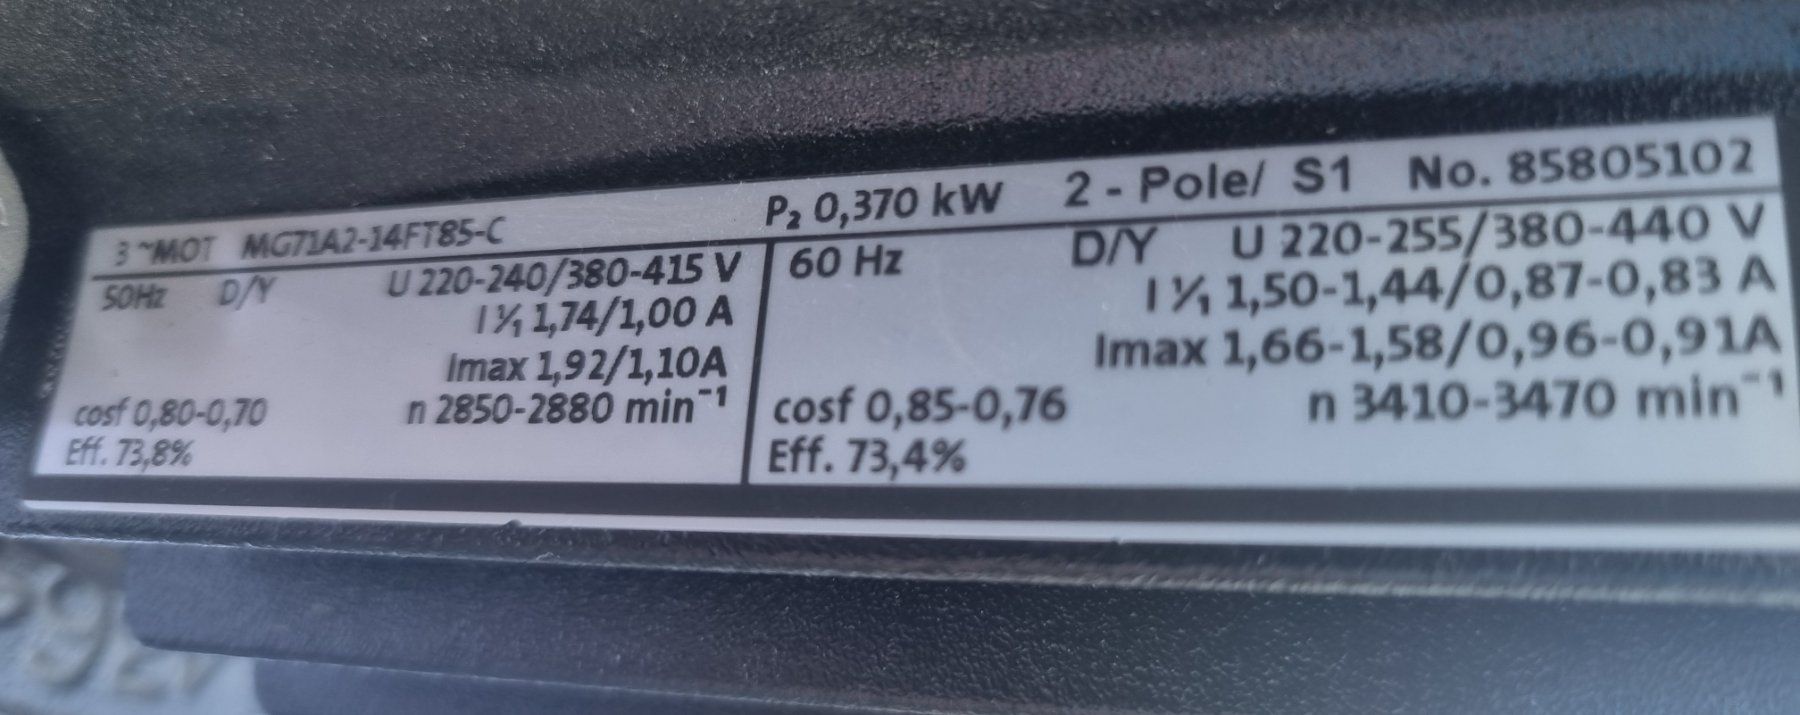 3 ~MOT MG71A2-14FT85-C P₂ 0,370 kW 2 - Pole/ S1 No. 85805102
50Hz D/Y U 220-240/380-415 V
I 1/1 1,74/1,00 A
Imax 1,92/1,10A
cosf 0,80-0,70 n 2850-2880 min⁻¹
Eff. 73,8%
60 Hz D/Y U 220-255/380-440 V
I 1/1 1,50-1,44/0,87-0,83 A
Imax 1,66-1,58/0,96-0,91A
cosf 0,85-0,76 n 3410-3470 min⁻¹
Eff. 73,4%